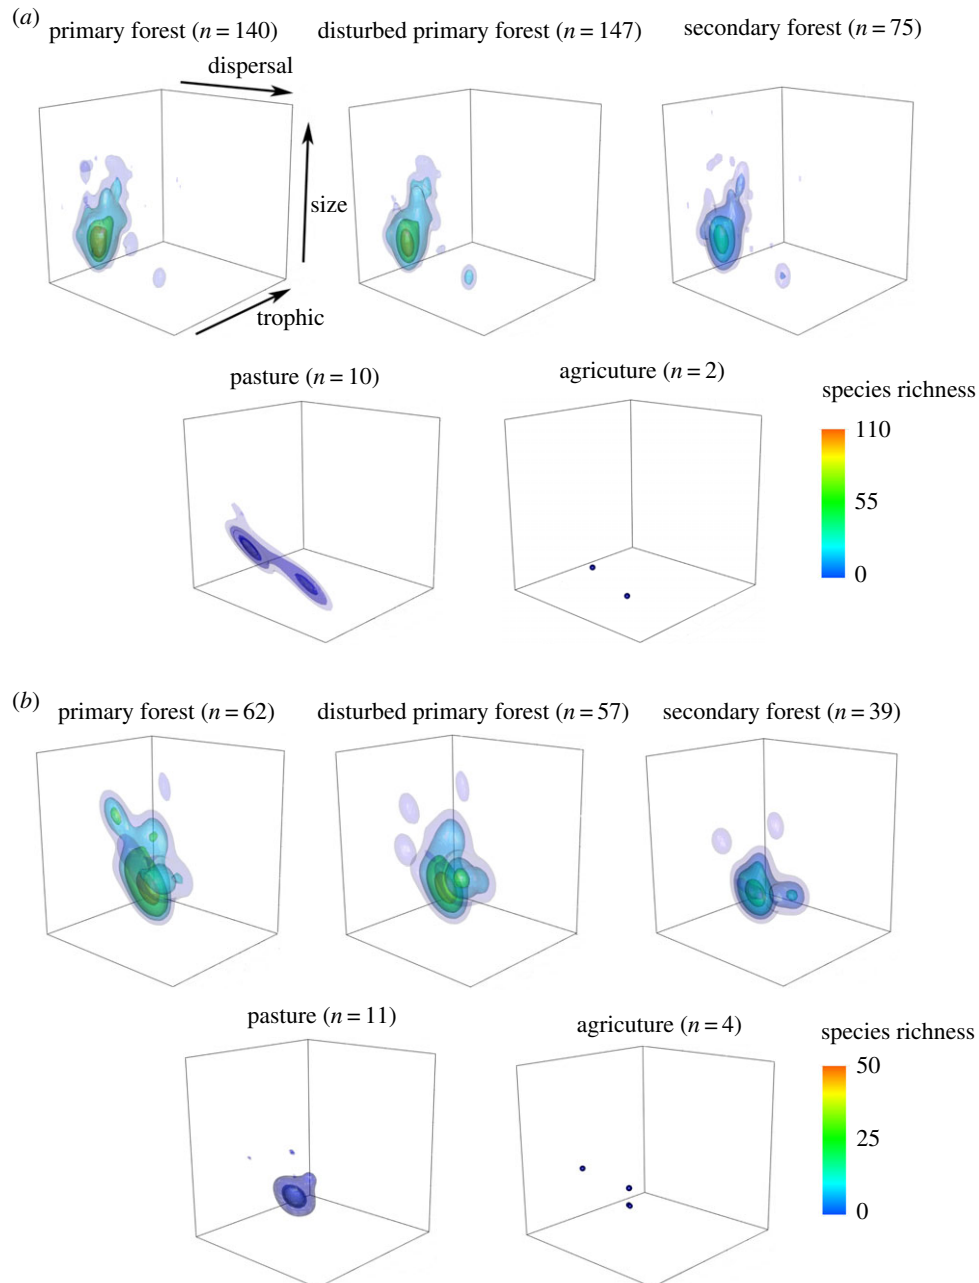 (a)
primary forest (n = 140)
disturbed primary forest (n = 147)
secondary forest (n = 75)
dispersal
size
trophic
pasture (n = 10)
agricuture (n = 2)
species richness
110
55
0
(b)
primary forest (n = 62)
disturbed primary forest (n = 57)
secondary forest (n = 39)
pasture (n = 11)
agricuture (n = 4)
species richness
50
25
0